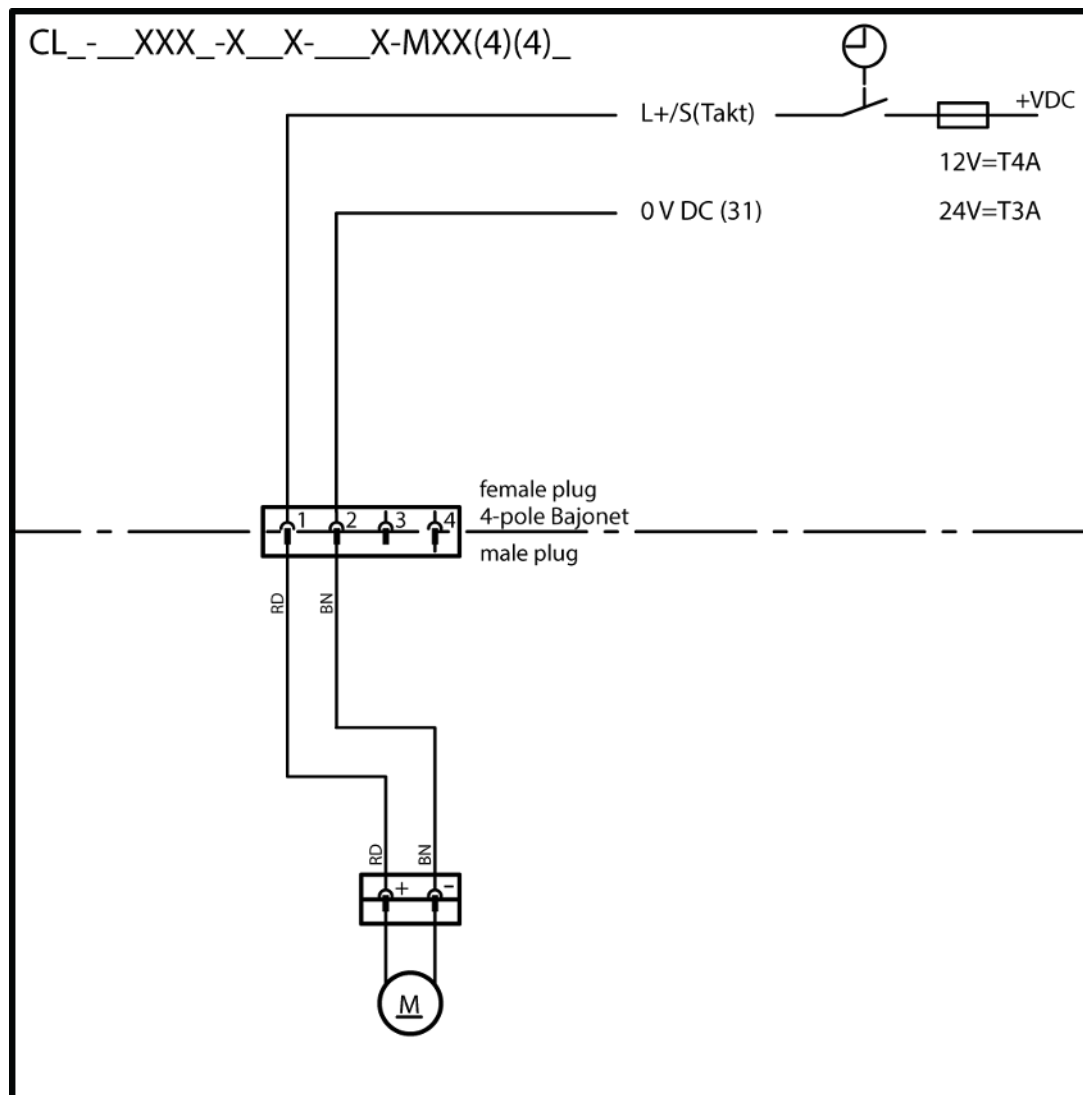 CL_-__XXX_-X__X-___X-MXX(4)(4)_
L+/S(Takt)
+VDC
12V=T4A
0 V DC (31)
24V=T3A
female plug
1 2 3 4
4-pole Bajonet
male plug
RD BN
RD BN
+ -
M